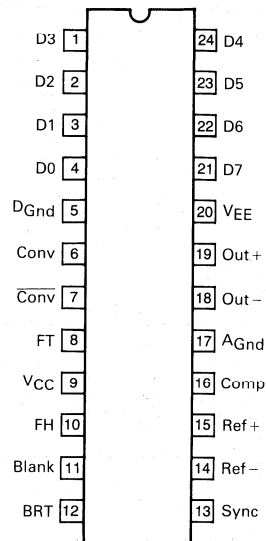 D3 1 24 D4
D2 2 23 D5
D1 3 22 D6
D0 4 21 D7
DGnd 5 20 VEE
Conv 6 19 Out+
Conv 7 18 Out−
FT 8 17 AGnd
VCC 9 16 Comp
FH 10 15 Ref+
Blank 11 14 Ref−
BRT 12 13 Sync